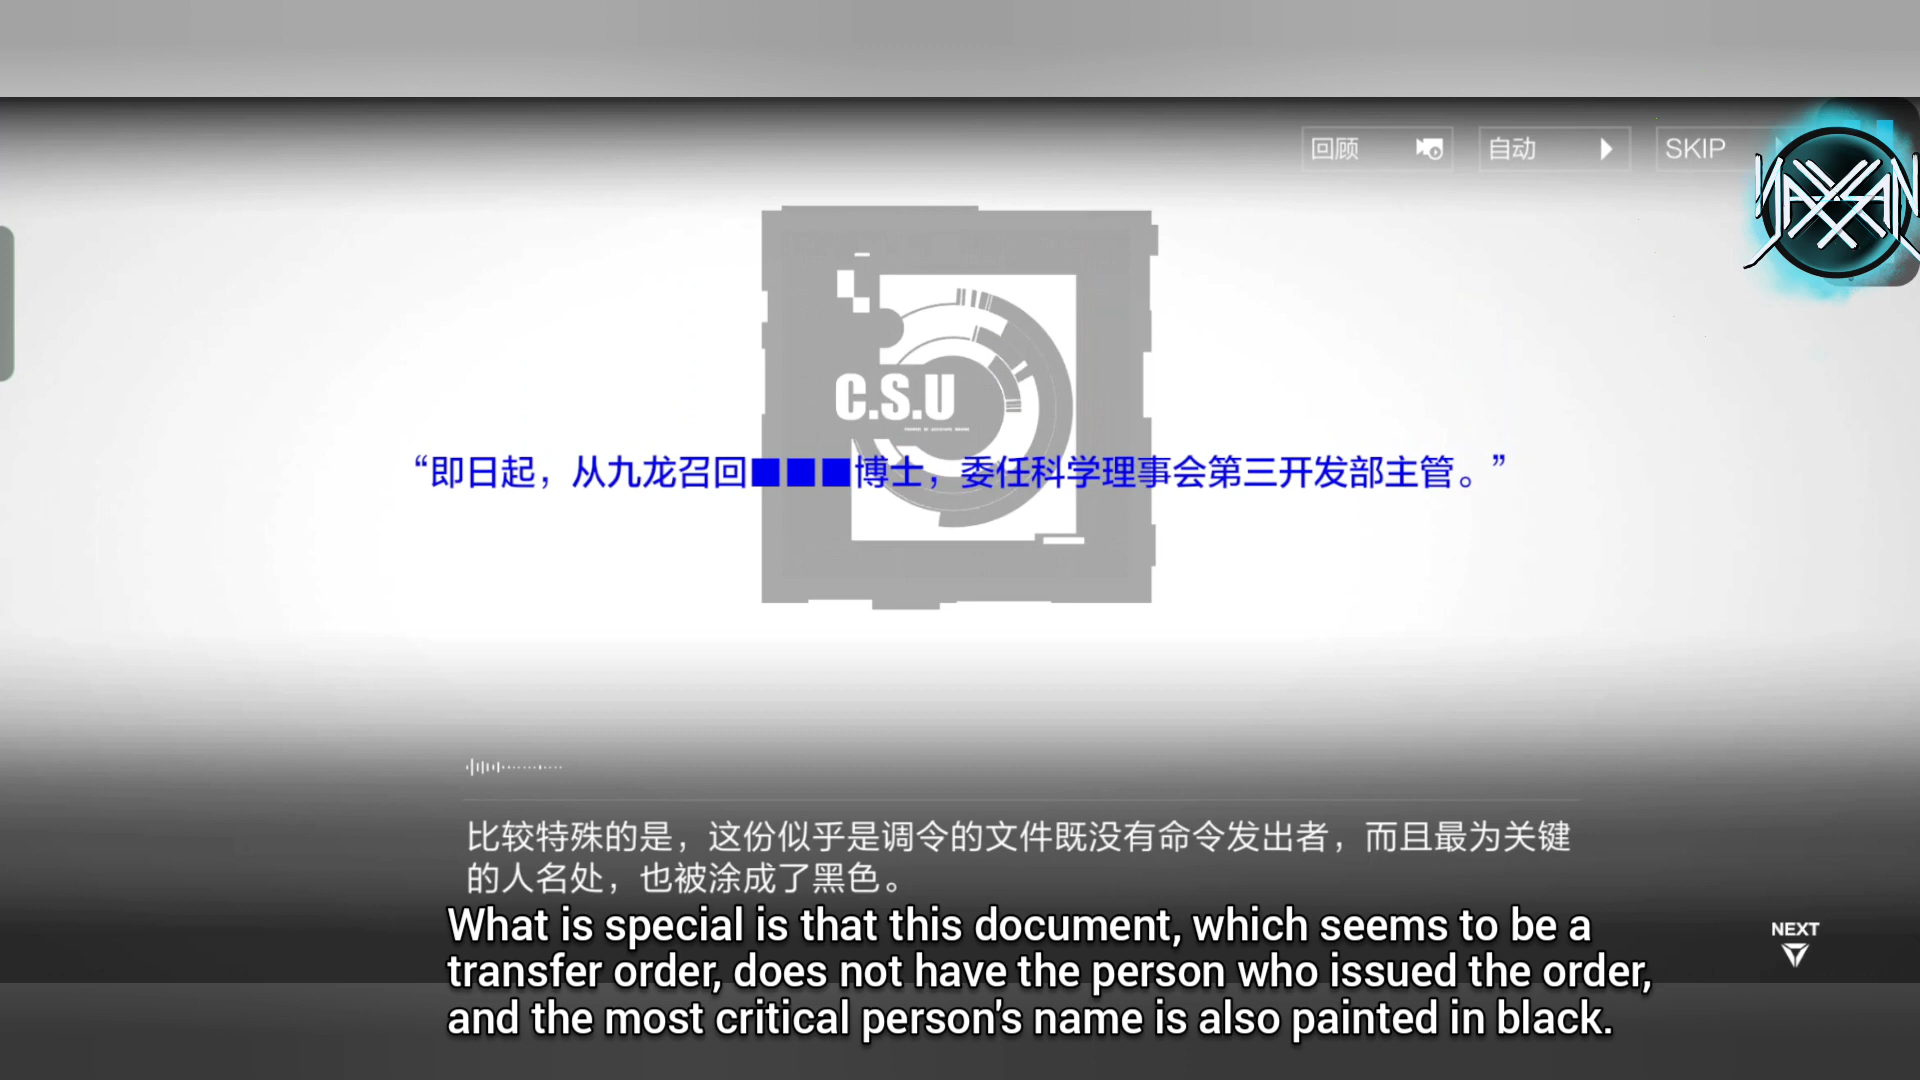 回顾
自动
SKIP
NAXSAN
C.S.U
“即日起，从九龙召回■■■博士，委任科学理事会第三开发部主管。”
比较特殊的是，这份似乎是调令的文件既没有命令发出者，而且最为关键
的人名处，也被涂成了黑色。
What is special is that this document, which seems to be a
transfer order, does not have the person who issued the order,
and the most critical person's name is also painted in black.
NEXT